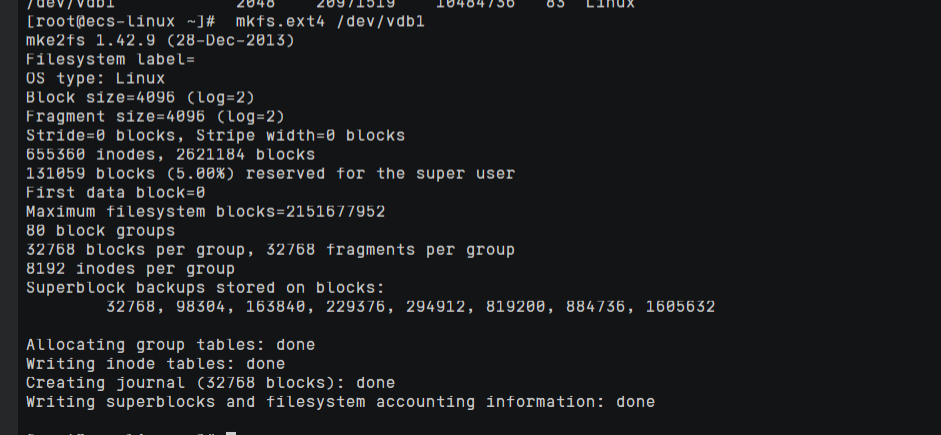 /dev/vdb1 2048 20971519 10484736 83 Linux
[root@ecs-linux ~]#  mkfs.ext4 /dev/vdb1
mke2fs 1.42.9 (28-Dec-2013)
Filesystem label=
OS type: Linux
Block size=4096 (log=2)
Fragment size=4096 (log=2)
Stride=0 blocks, Stripe width=0 blocks
655360 inodes, 2621184 blocks
131059 blocks (5.00%) reserved for the super user
First data block=0
Maximum filesystem blocks=2151677952
80 block groups
32768 blocks per group, 32768 fragments per group
8192 inodes per group
Superblock backups stored on blocks:
        32768, 98304, 163840, 229376, 294912, 819200, 884736, 1605632
Allocating group tables: done
Writing inode tables: done
Creating journal (32768 blocks): done
Writing superblocks and filesystem accounting information: done